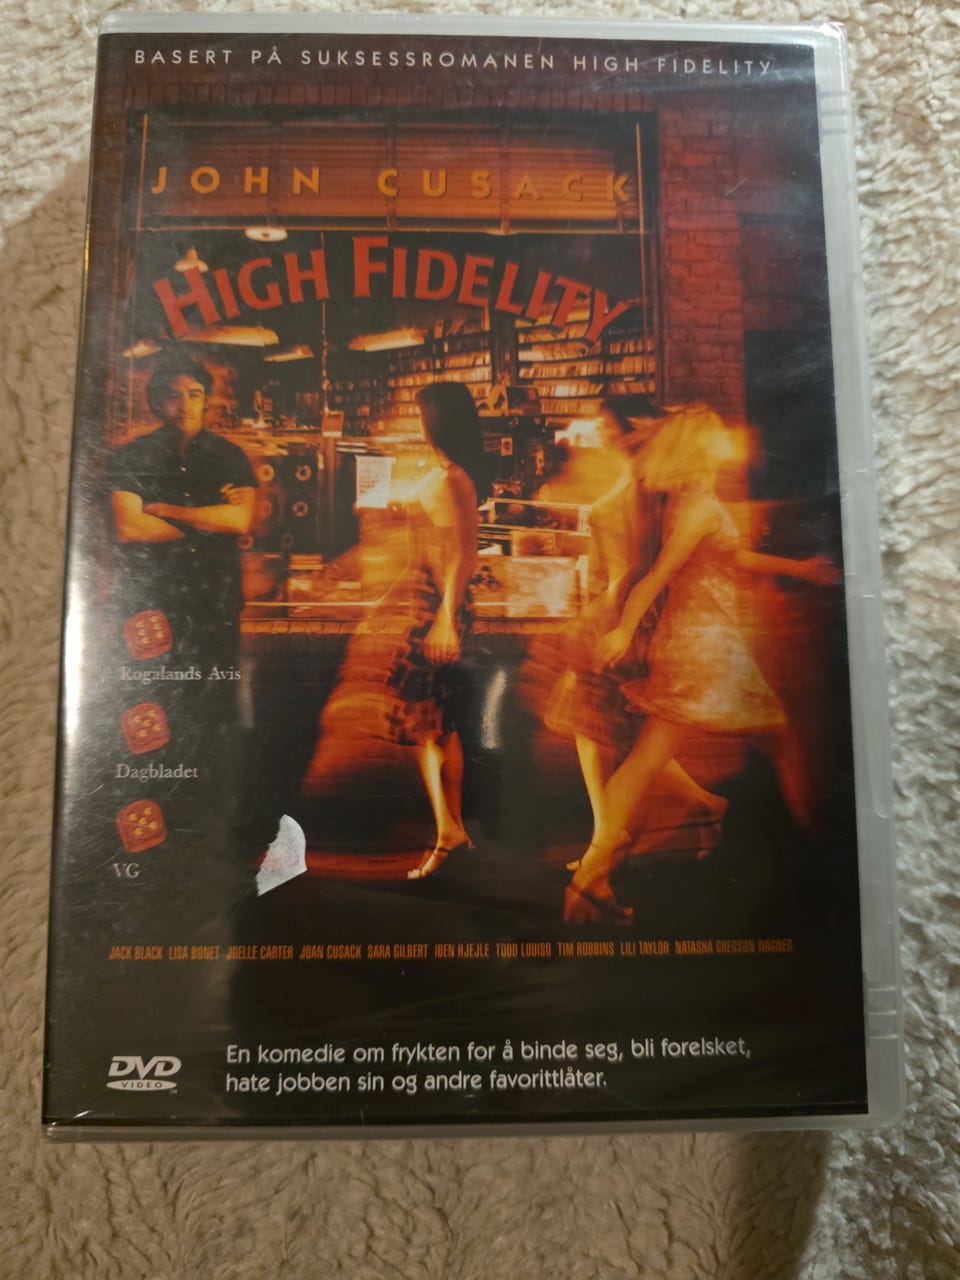 BASERT PÅ SUKSESSROMANEN HIGH FIDELITY
JOHN CUSACK
HIGH FIDELITY
Rogalands Avis
Dagbladet
VG
JACK BLACK LISA BONET JOELLE CARTER JOAN CUSACK SARA GILBERT IBEN HJEJLE TODD LOUISO TIM ROBBINS LILI TAYLOR NATASHA GREGSON WAGNER
DVD
VIDEO
TM
En komedie om frykten for å binde seg, bli forelsket,
hate jobben sin og andre favorittlåter.